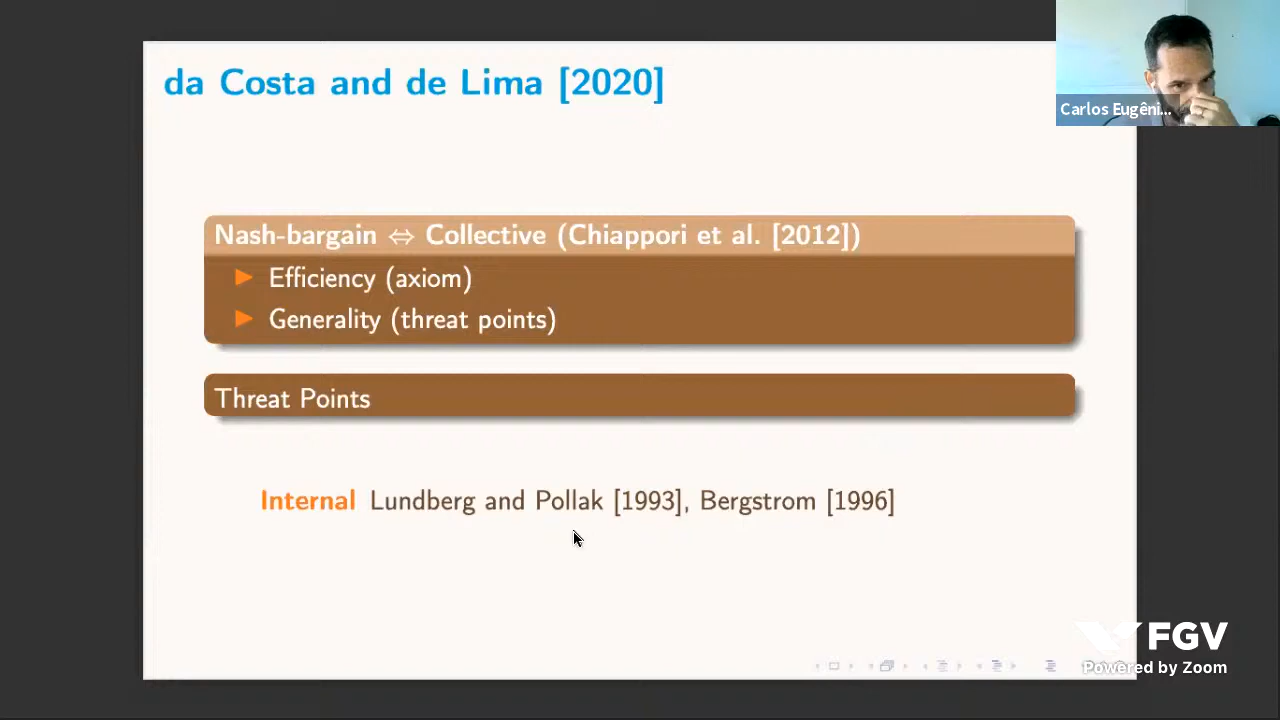 da Costa and de Lima [2020]
Carlos Eugêni...
Nash-bargain ⇔ Collective (Chiappori et al. [2012])
Efficiency (axiom)
Generality (threat points)
Threat Points
Internal Lundberg and Pollak [1993], Bergstrom [1996]
FGV
Powered by Zoom